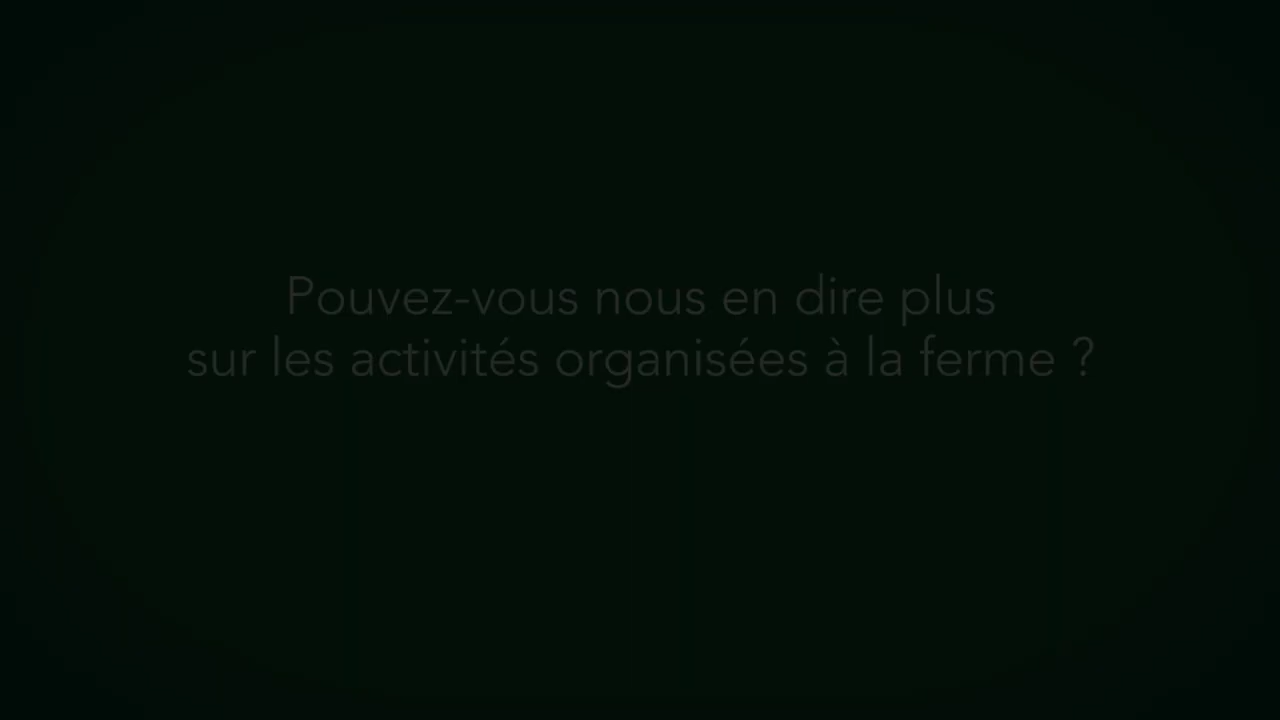 Pouvez-vous nous en dire plus
sur les activités organisées à la ferme ?